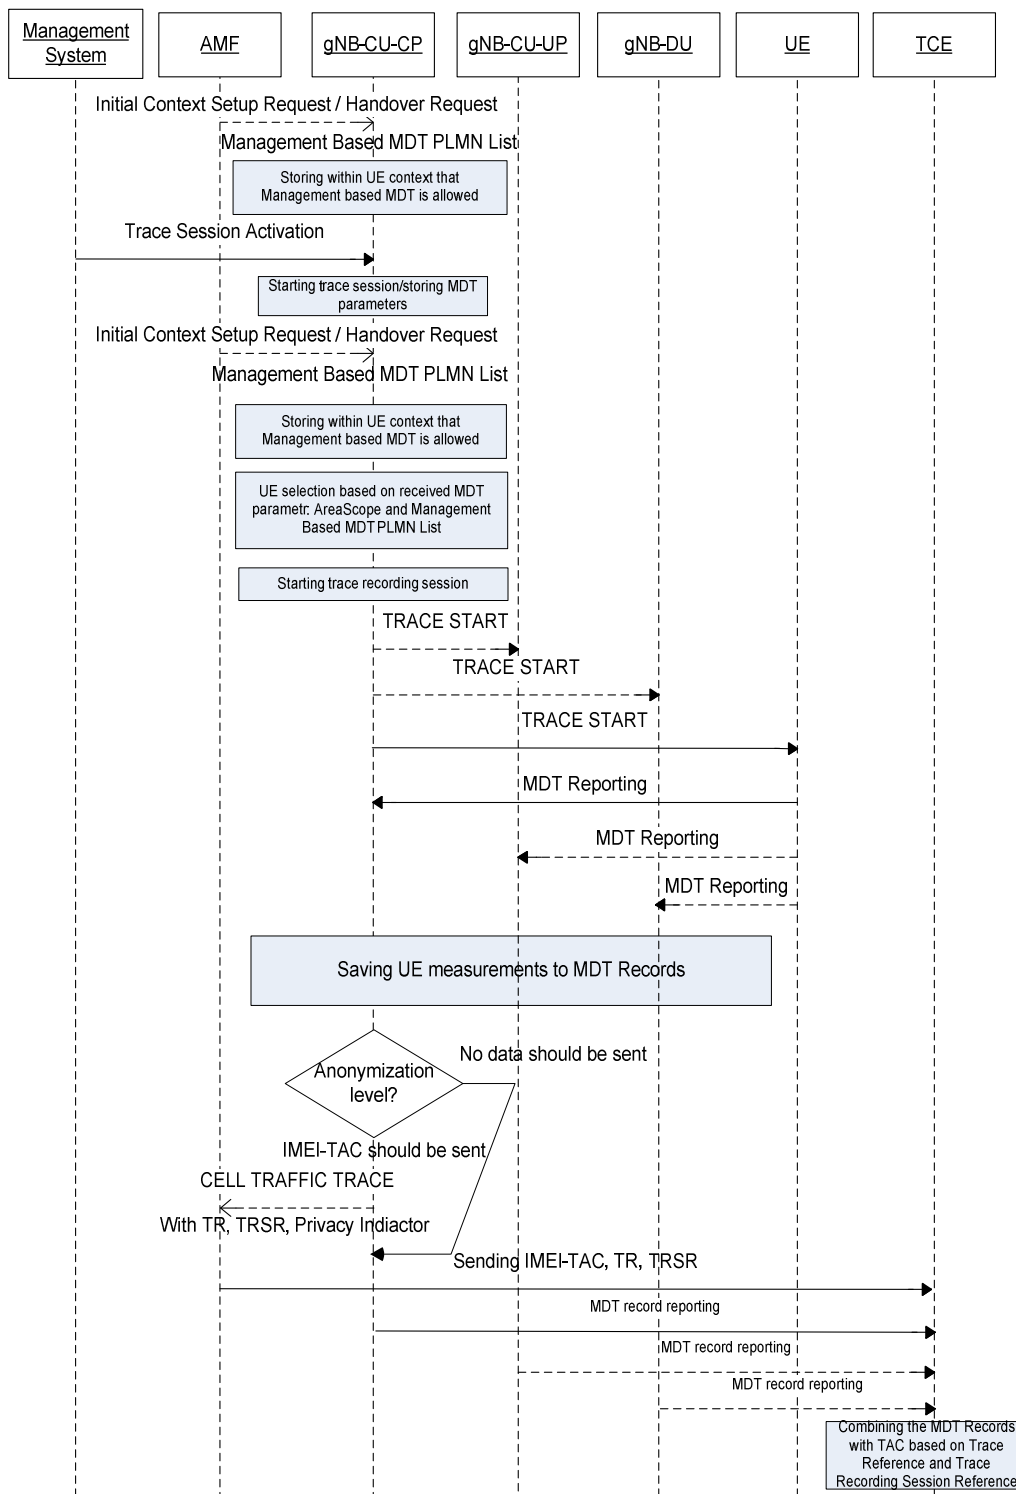 Management
System
AMF
gNB-CU-CP
gNB-CU-UP
gNB-DU
UE
TCE
Initial Context Setup Request / Handover Request
Management Based MDT PLMN List
Storing within UE context that
Management based MDT is allowed
Trace Session Activation
Starting trace session/storing MDT
parameters
Initial Context Setup Request / Handover Request
Management Based MDT PLMN List
Storing within UE context that
Management based MDT is allowed
UE selection based on received MDT
parametr: AreaScope and Management
Based MDT PLMN List
Starting trace recording session
TRACE START
TRACE START
TRACE START
MDT Reporting
MDT Reporting
MDT Reporting
Saving UE measurements to MDT Records
No data should be sent
Anonymization
level?
IMEI-TAC should be sent
CELL TRAFFIC TRACE
With TR, TRSR, Privacy Indiactor
Sending IMEI-TAC, TR, TRSR
MDT record reporting
MDT record reporting
MDT record reporting
Combining the MDT Records
with TAC based on Trace
Reference and Trace
Recording Session Reference